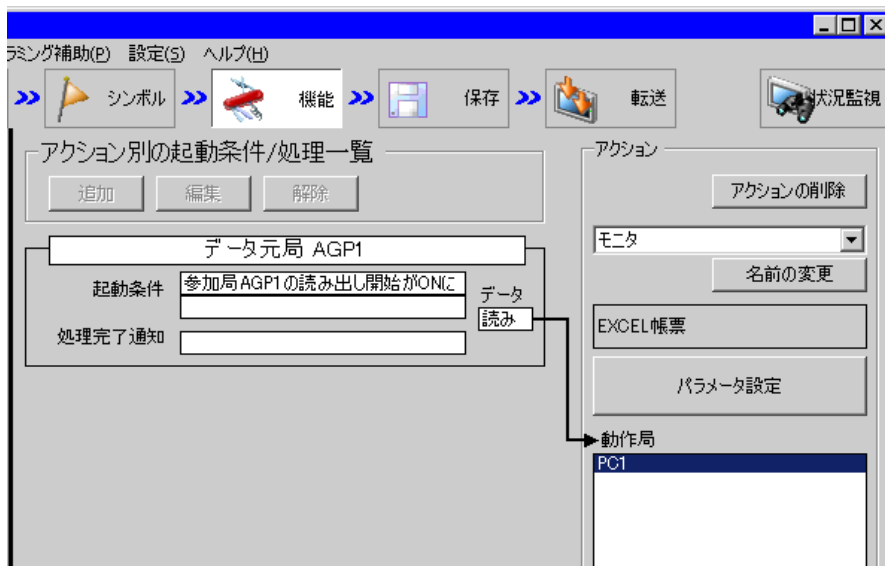 ラミング補助(P) 設定(S) ヘルプ(H)
シンボル 機能 保存 転送 状況監視
アクション別の起動条件/処理一覧
追加 編集 解除
データ元局 AGP1
起動条件 参加局AGP1の読み出し開始がONに
データ
読み
処理完了通知
アクション
アクションの削除
モニタ
名前の変更
EXCEL帳票
パラメータ設定
動作局
PC1